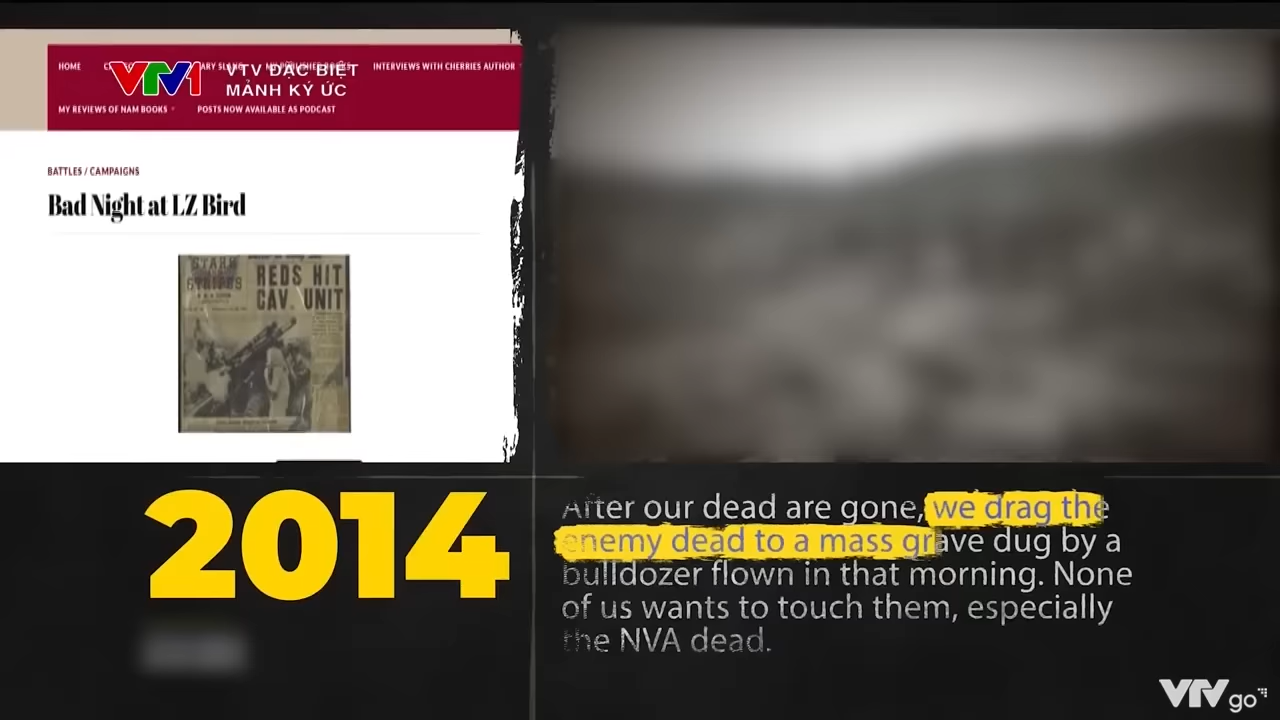 HOME
INTERVIEWS WITH CHERRIES AUTHOR
VTV1
VTV ĐẶC BIỆT
MẢNH KÝ ỨC
MY REVIEWS OF NAM BOOKS
POSTS NOW AVAILABLE AS PODCAST
BATTLES / CAMPAIGNS
Bad Night at LZ Bird
STARS
STRIPES
REDS HIT
CAV. UNIT
2014
After our dead are gone, we drag the
enemy dead to a mass grave dug by a
bulldozer flown in that morning. None
of us wants to touch them, especially
the NVA dead.
VTV go